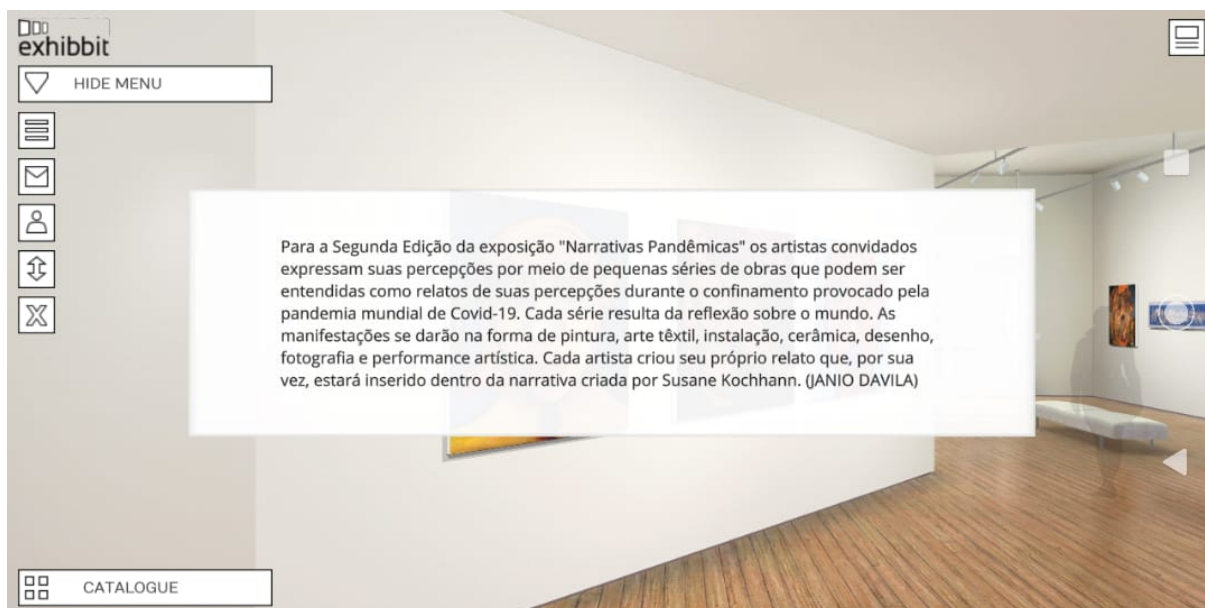 exhibbit
HIDE MENU
Para a Segunda Edição da exposição "Narrativas Pandêmicas" os artistas convidados
expressam suas percepções por meio de pequenas séries de obras que podem ser
entendidas como relatos de suas percepções durante o confinamento provocado pela
pandemia mundial de Covid-19. Cada série resulta da reflexão sobre o mundo. As
manifestações se darão na forma de pintura, arte têxtil, instalação, cerâmica, desenho,
fotografia e performance artística. Cada artista criou seu próprio relato que, por sua
vez, estará inserido dentro da narrativa criada por Susane Kochhann. (JANIO DAVILA)
CATALOGUE